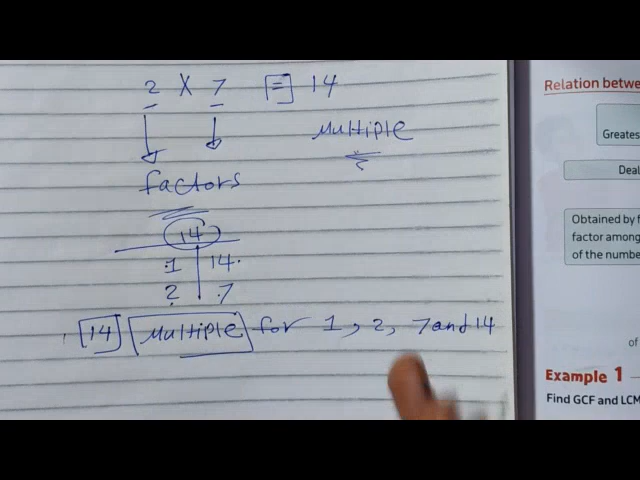 2 X 7 = 14
Multiple
factors
14
1 14
2 7
14 Multiple for 1, 2, 7 and 14
Relation betwe
Greates
Deal
Obtained by f
factor among
of the numbe
of
Example 1
Find GCF and LCM